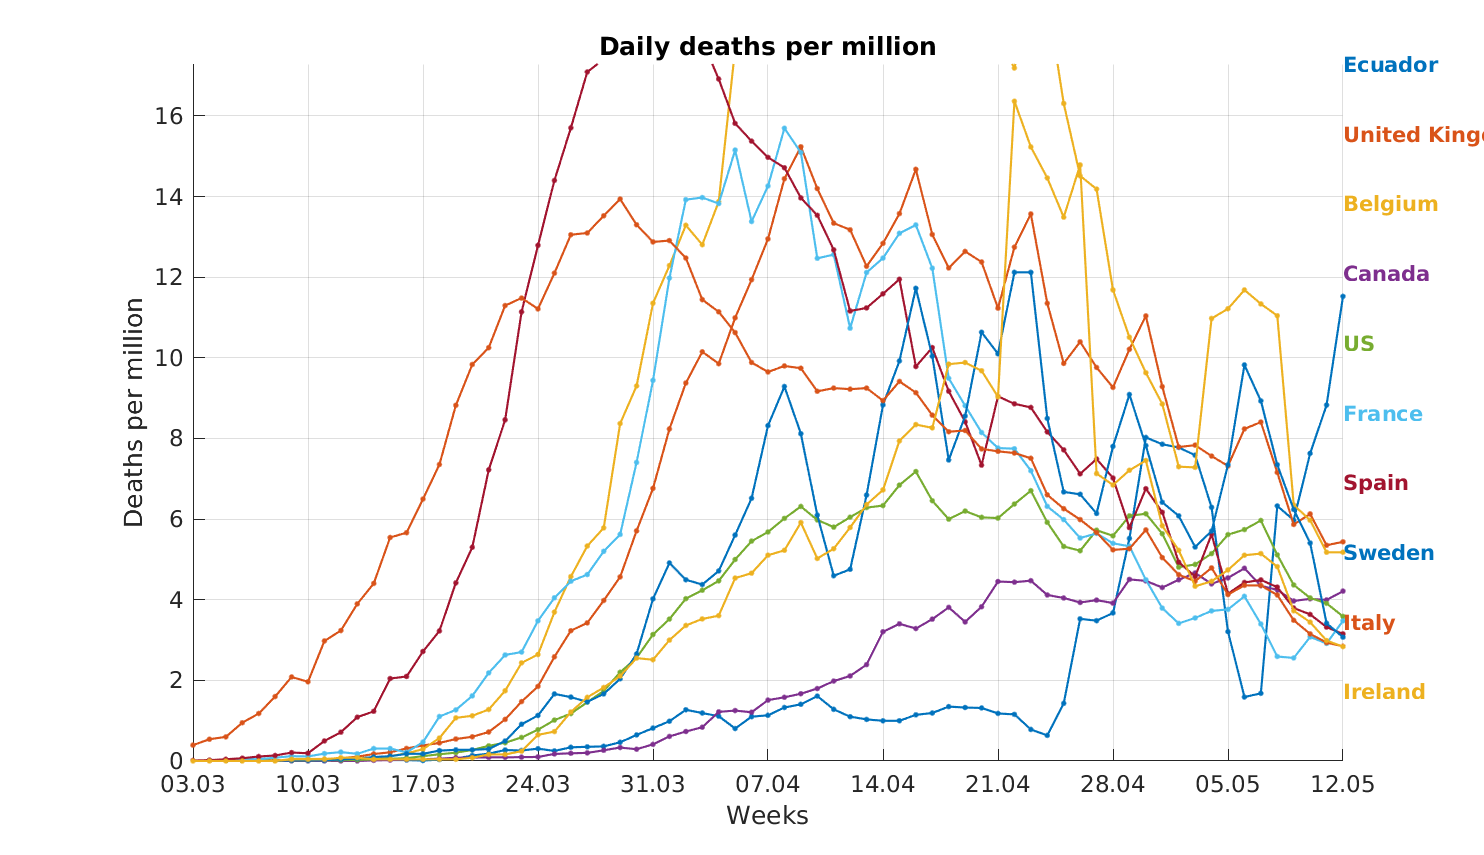 Daily deaths per million
Deaths per million
16
14
12
10
8
6
4
2
0
03.03 10.03 17.03 24.03 31.03 07.04 14.04 21.04 28.04 05.05 12.05
Weeks
Ecuador
United King
Belgium
Canada
US
France
Spain
Sweden
Italy
Ireland